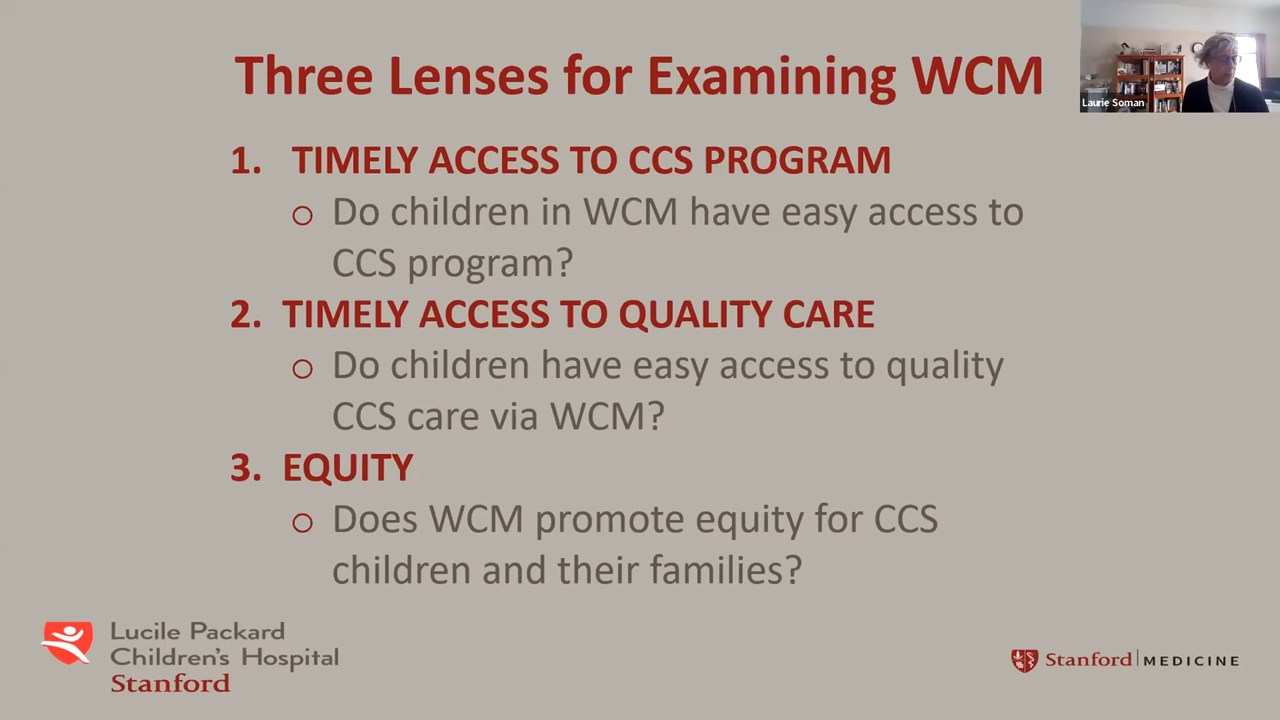 Three Lenses for Examining WCM
Laurie Soman
1. TIMELY ACCESS TO CCS PROGRAM
o Do children in WCM have easy access to
CCS program?
2. TIMELY ACCESS TO QUALITY CARE
o Do children have easy access to quality
CCS care via WCM?
3. EQUITY
o Does WCM promote equity for CCS
children and their families?
Lucile Packard
Children's Hospital
Stanford
Stanford MEDICINE